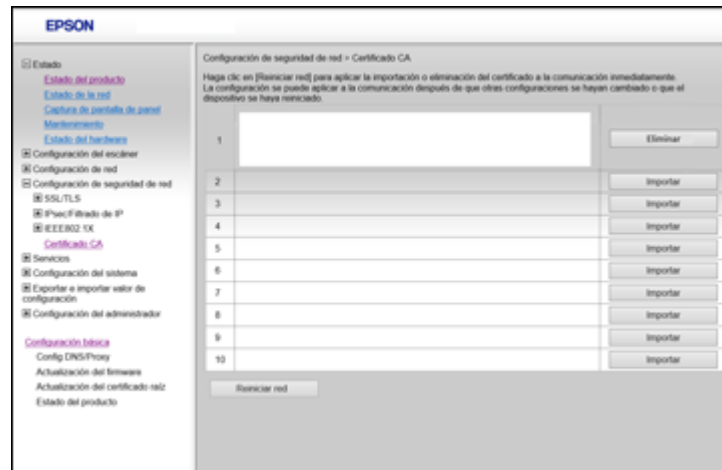 EPSON
Estado
Estado del producto
Estado de la red
Captura de pantalla de panel
Mantenimiento
Estado del hardware
Configuración del escáner
Configuración de red
Configuración de seguridad de red
SSL/TLS
IPsec/Filtrado de IP
IEEE802.1X
Certificado CA
Servicios
Configuración del sistema
Exportar e importar valor de
configuración
Configuración del administrador
Configuración básica
Config DNS/Proxy
Actualización del firmware
Actualización del certificado raíz
Estado del producto
Configuración de seguridad de red » Certificado CA
Haga clic en [Reiniciar red] para aplicar la importación o eliminación del certificado a la comunicación inmediatamente.
La configuración se puede aplicar a la comunicación después de que otras configuraciones se hayan cambiado o que el
dispositivo se haya reiniciado.
1 Eliminar
2 Importar
3 Importar
4 Importar
5 Importar
6 Importar
7 Importar
8 Importar
9 Importar
10 Importar
Reiniciar red